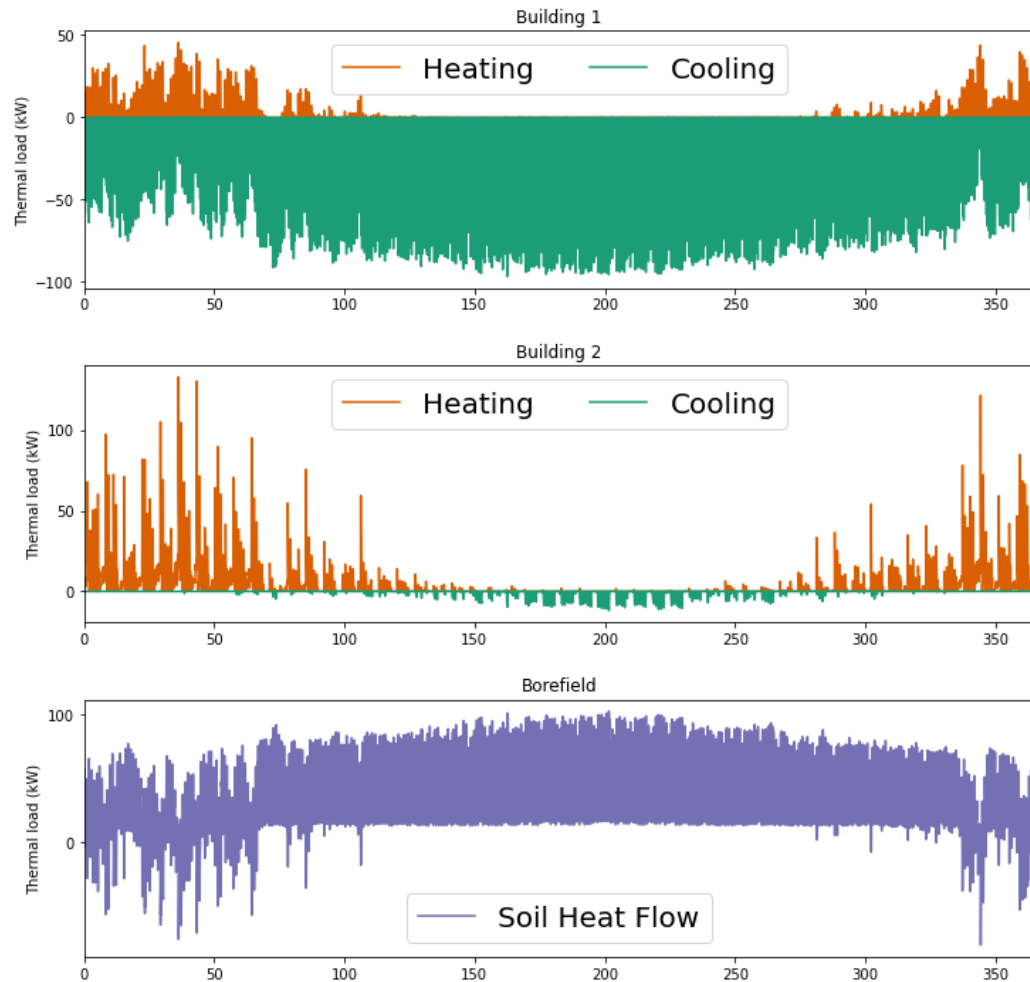 Building 1
50
Heating Cooling
0
Thermal load (kW)
−50
−100
0 50 100 150 200 250 300 350
Building 2
Heating Cooling
100
Thermal load (kW)
50
0
0 50 100 150 200 250 300 350
Borefield
100
Thermal load (kW)
0
Soil Heat Flow
0 50 100 150 200 250 300 350